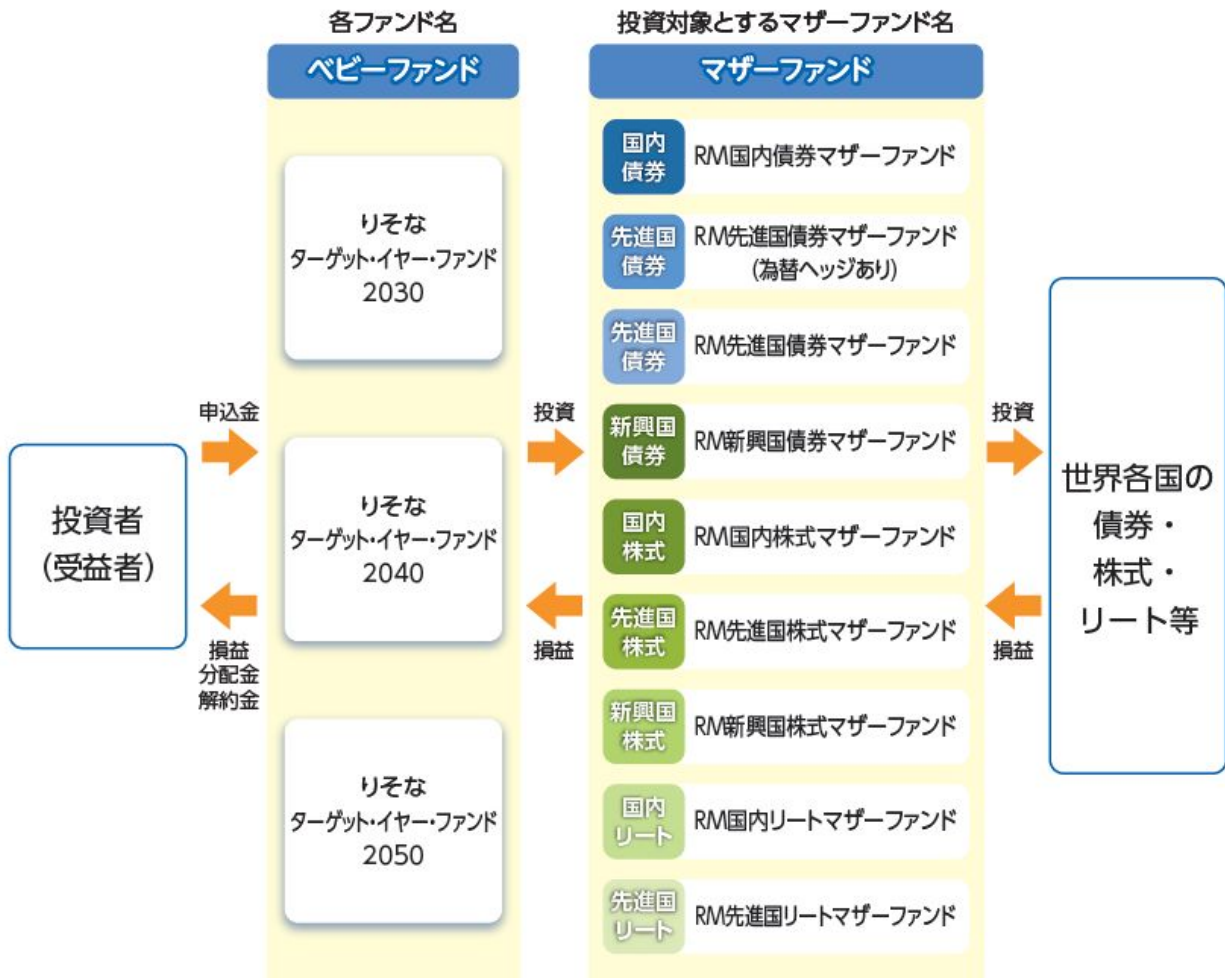 各ファンド名
ベビーファンド
りそな
ターゲット・イヤー・ファンド
2030
りそな
ターゲット・イヤー・ファンド
2040
りそな
ターゲット・イヤー・ファンド
2050
投資対象とするマザーファンド名
マザーファンド
国内
債券
RM国内債券マザーファンド
先進国
債券
RM先進国債券マザーファンド
(為替ヘッジあり)
先進国
債券
RM先進国債券マザーファンド
新興国
債券
RM新興国債券マザーファンド
国内
株式
RM国内株式マザーファンド
先進国
株式
RM先進国株式マザーファンド
新興国
株式
RM新興国株式マザーファンド
国内
リート
RM国内リートマザーファンド
先進国
リート
RM先進国リートマザーファンド
投資者
(受益者)
申込金
損益
分配金
解約金
投資
損益
投資
損益
世界各国の
債券・
株式・
リート等